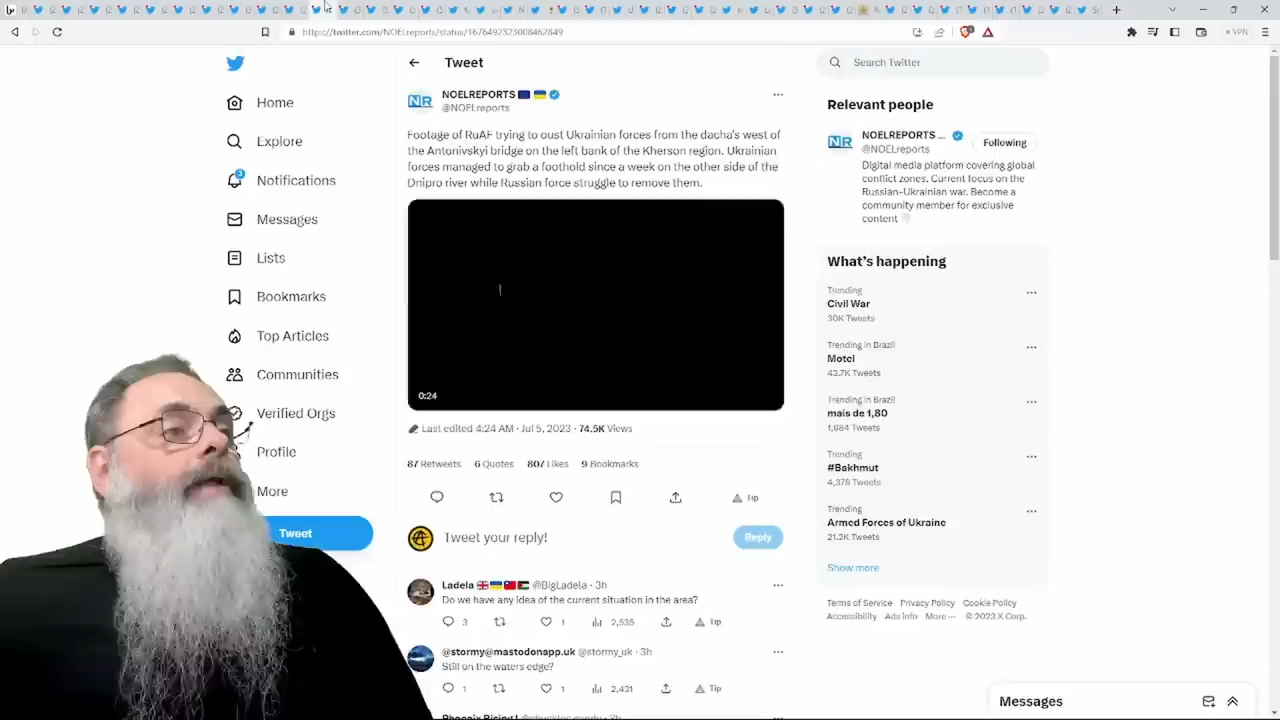 https://twitter.com/NOELreports/status/1676492323008462849
VPN
Home
Explore
3
Notifications
Messages
Lists
Bookmarks
Top Articles
Communities
Verified Orgs
Profile
More
Tweet
Tweet
NOELREPORTS
@NOELreports
Footage of RuAF trying to oust Ukrainian forces from the dacha's west of
the Antonivskyi bridge on the left bank of the Kherson region. Ukrainian
forces managed to grab a foothold since a week on the other side of the
Dnipro river while Russian force struggle to remove them.
0:24
Last edited 4:24 AM · Jul 5, 2023 · 74.5K Views
87 Retweets 6 Quotes 807 Likes 9 Bookmarks
Tip
Tweet your reply!
Reply
Ladela @BigLadela · 3h
Do we have any idea of the current situation in the area?
3 1 2,535 Tip
@stormy@mastodonapp.uk @stormy_uk · 3h
Still on the waters edge?
1 1 2,431 Tip
Search Twitter
Relevant people
NOELREPORTS ...
Following
@NOELreports
Digital media platform covering global
conflict zones. Current focus on the
Russian-Ukrainian war. Become a
community member for exclusive
content
What's happening
Trending
Civil War
30K Tweets
Trending in Brazil
Motel
43.7K Tweets
Trending in Brazil
mais de 1,80
1,684 Tweets
Trending
#Bakhmut
4,378 Tweets
Trending
Armed Forces of Ukraine
21.2K Tweets
Show more
Terms of Service Privacy Policy Cookie Policy
Accessibility Ads info More ··· © 2023 X Corp.
Messages